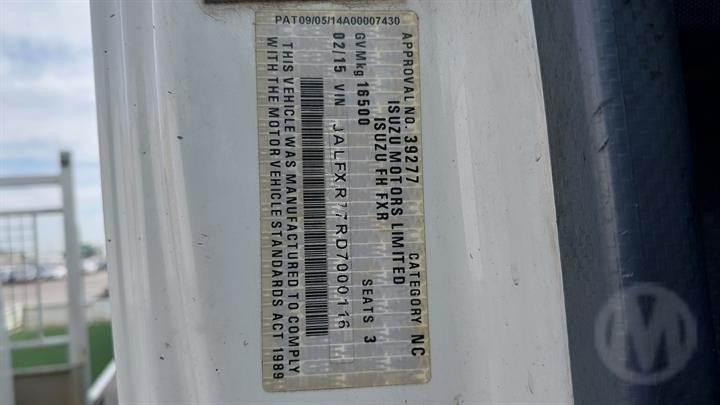 PAT09/05/14A00007430
APPROVAL NO. 39277 CATEGORY NC
ISUZU MOTORS LIMITED
ISUZU FH FXR
GVMkg 16500 SEATS 3
02/15 VIN JALFXR77RD7000116
THIS VEHICLE WAS MANUFACTURED TO COMPLY
WITH THE MOTOR VEHICLE STANDARDS ACT 1989
M